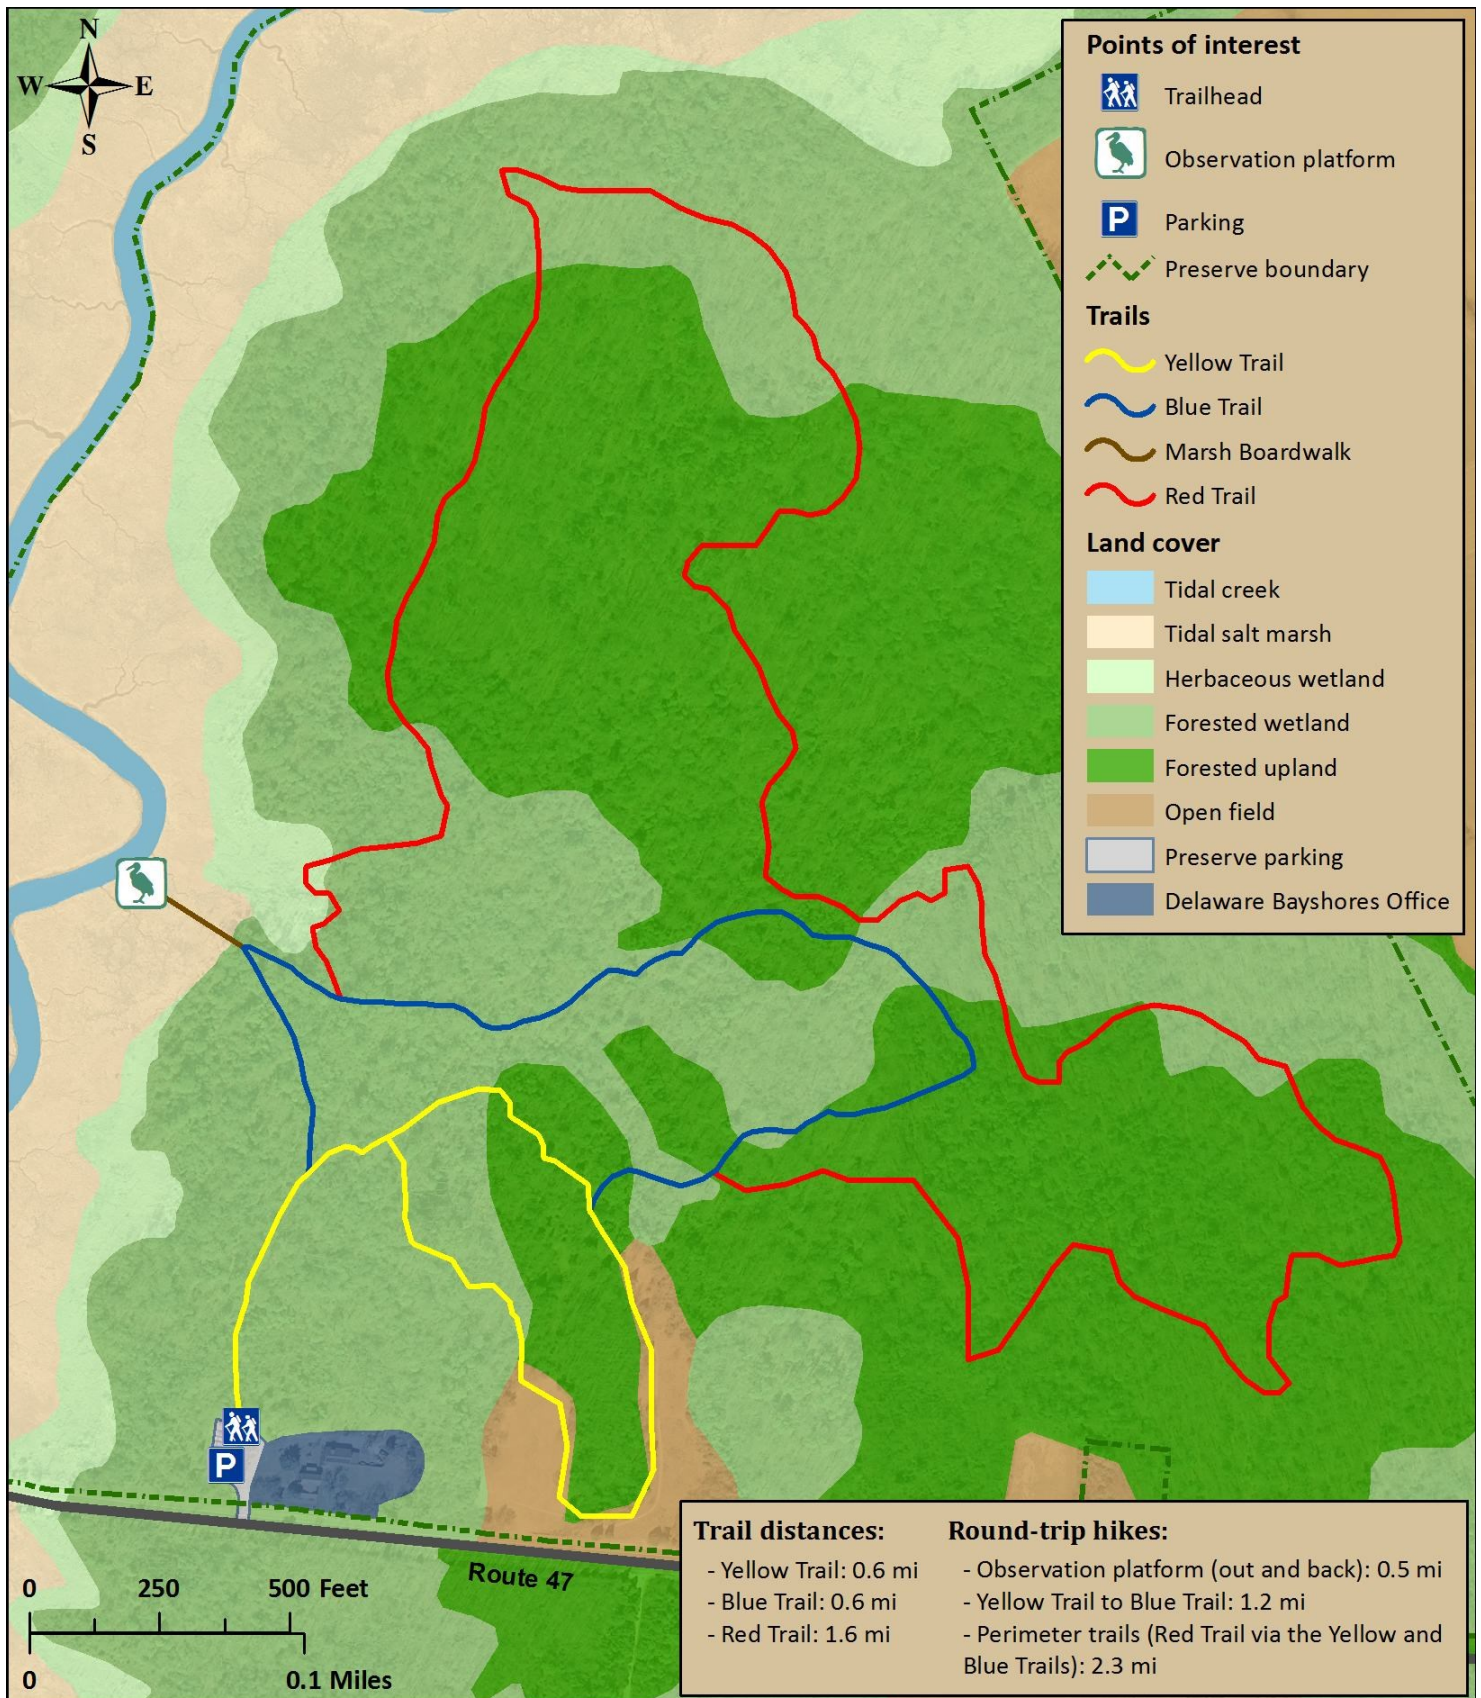 N
W E
S
Points of interest
Trailhead
Observation platform
P Parking
Preserve boundary
Trails
Yellow Trail
Blue Trail
Marsh Boardwalk
Red Trail
Land cover
Tidal creek
Tidal salt marsh
Herbaceous wetland
Forested wetland
Forested upland
Open field
Preserve parking
Delaware Bayshores Office
P
Route 47
0 250 500 Feet
0 0.1 Miles
Trail distances:
- Yellow Trail: 0.6 mi
- Blue Trail: 0.6 mi
- Red Trail: 1.6 mi
Round-trip hikes:
- Observation platform (out and back): 0.5 mi
- Yellow Trail to Blue Trail: 1.2 mi
- Perimeter trails (Red Trail via the Yellow and
Blue Trails): 2.3 mi